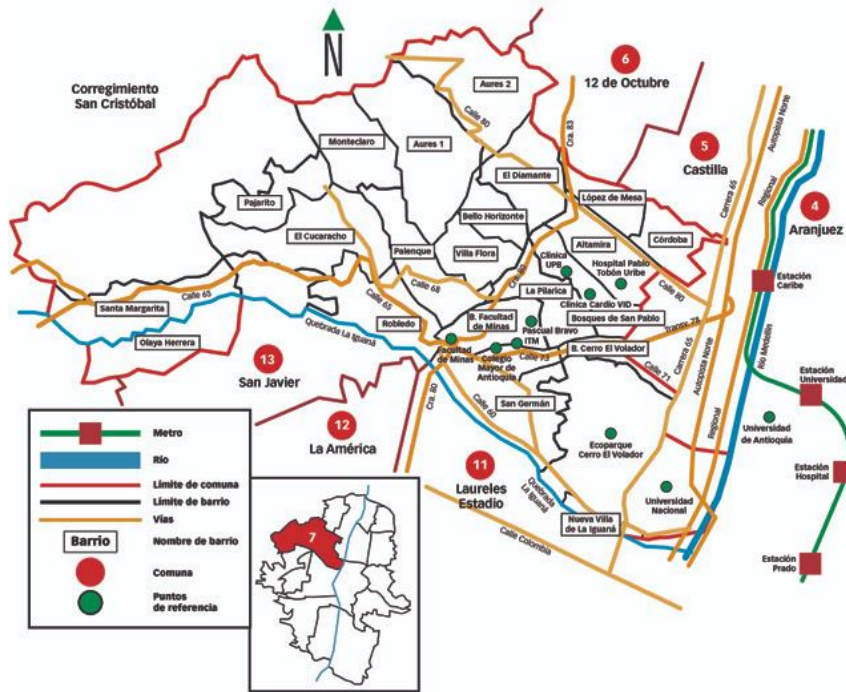 N
Corregimiento
San Cristóbal
Aures 2
6
12 de Octubre
Calle 80
Cra. 83
Monteclaro
Aures 1
5
Castilla
Carrera 65
Autopista Norte
Regional
El Diamante
López de Mesa
4
Aranjuez
Pajarito
Bello Horizonte
El Cucaracho
Palenque
Villa Flora
Altamira
Córdoba
Clínica
UPB
Hospital Pablo
Tobón Uribe
Cra. 80
Calle 68
La Pilarica
Clínica Cardio VID
Calle 80
Estación
Caribe
Santa Margarita
Calle 65
Calle 65
Robledo
B. Facultad
de Minas
Bosques de San Pablo
Transv. 78
Río Medellín
Quebrada La Iguaná
Pascual Bravo
ITM
Olaya Herrera
Facultad
de Minas
Colegio
Mayor de
Antioquia
Calle 73
B. Cerro El Volador
Calle 71
Carrera 65
Autopista Norte
13
San Javier
Cra. 80
Calle 60
San Germán
Estación
Universidad
Metro
12
La América
Ecoparque
Cerro El Volador
Regional
Universidad
de Antioquia
Río
11
Laureles
Estadio
Quebrada
La Iguaná
Universidad
Nacional
Estación
Hospital
Límite de comuna
Límite de barrio
Vías
Barrio
Nombre de barrio
Comuna
Puntos
de referencia
7
Nueva Villa
de La Iguaná
Calle Colombia
Estación
Prado